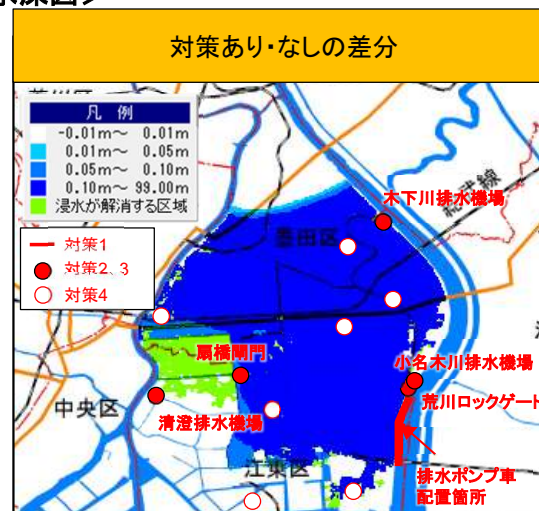 対策あり・なしの差分
凡 例
-0.01m～ 0.01m
0.01m～ 0.05m
0.05m～ 0.10m
0.10m～ 99.00m
浸水が解消する区域
対策1
対策2、3
対策4
木下川排水機場
総武線
墨田区
扇橋閘門
小名木川排水機場
荒川ロックゲート
中央区
清澄排水機場
江東区
排水ポンプ車
配置箇所